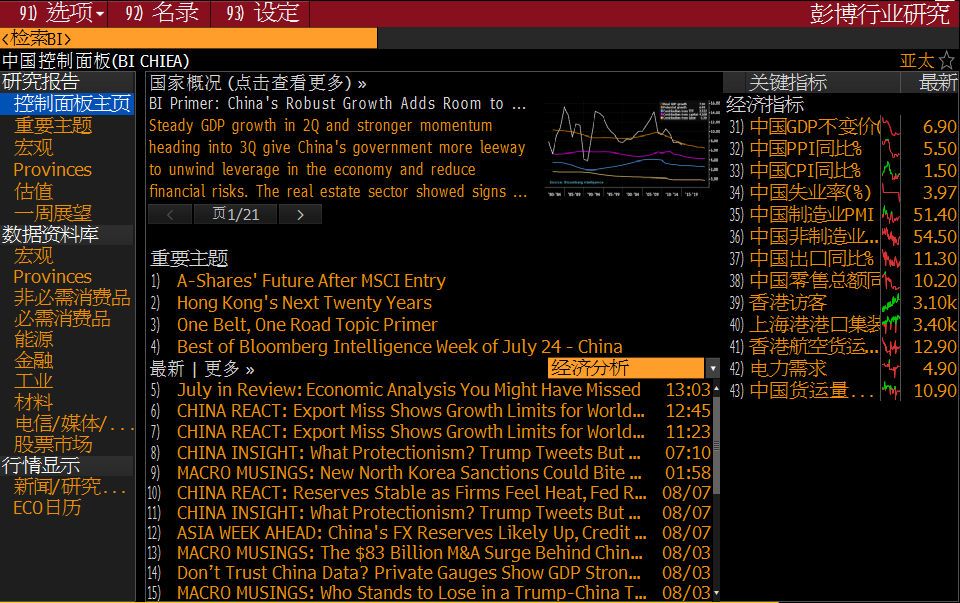 91) 选项 92) 名录 93) 设定 彭博行业研究
<检索BI>
中国控制面板(BI CHIEA) 亚太
研究报告
控制面板主页
重要主题
宏观
Provinces
估值
一周展望
数据资料库
宏观
Provinces
非必需消费品
必需消费品
能源
金融
工业
材料
电信/媒体/...
股票市场
行情显示
新闻/研究...
ECO日历
国家概况 (点击查看更多) »
BI Primer: China's Robust Growth Adds Room to ...
Steady GDP growth in 2Q and stronger momentum
heading into 3Q give China's government more leeway
to unwind leverage in the economy and reduce
financial risks. The real estate sector showed signs ...
< 页1/21 >
重要主题
1) A-Shares' Future After MSCI Entry
2) Hong Kong's Next Twenty Years
3) One Belt, One Road Topic Primer
4) Best of Bloomberg Intelligence Week of July 24 - China
最新 | 更多 » 经济分析
5) July in Review: Economic Analysis You Might Have Missed 13:03
6) CHINA REACT: Export Miss Shows Growth Limits for World... 12:45
7) CHINA REACT: Export Miss Shows Growth Limits for World... 11:23
8) CHINA INSIGHT: What Protectionism? Trump Tweets But ... 07:10
9) MACRO MUSINGS: New North Korea Sanctions Could Bite ... 01:58
10) CHINA REACT: Reserves Stable as Firms Feel Heat, Fed R... 08/07
11) CHINA INSIGHT: What Protectionism? Trump Tweets But ... 08/07
12) ASIA WEEK AHEAD: China's FX Reserves Likely Up, Credit ... 08/07
13) MACRO MUSINGS: The $83 Billion M&A Surge Behind Chin... 08/03
14) Don't Trust China Data? Private Gauges Show GDP Stron... 08/03
15) MACRO MUSINGS: Who Stands to Lose in a Trump-China T... 08/03
关键指标 最新
经济指标
31) 中国GDP不变价( 6.90
32) 中国PPI同比% 5.50
33) 中国CPI同比% 1.50
34) 中国失业率(%) 3.97
35) 中国制造业PMI 51.40
36) 中国非制造业... 54.50
37) 中国出口同比% 11.30
38) 中国零售总额同 10.20
39) 香港访客 3.10k
40) 上海港港口集装 3.40k
41) 香港航空货运... 12.90
42) 电力需求 4.90
43) 中国货运量... 10.90